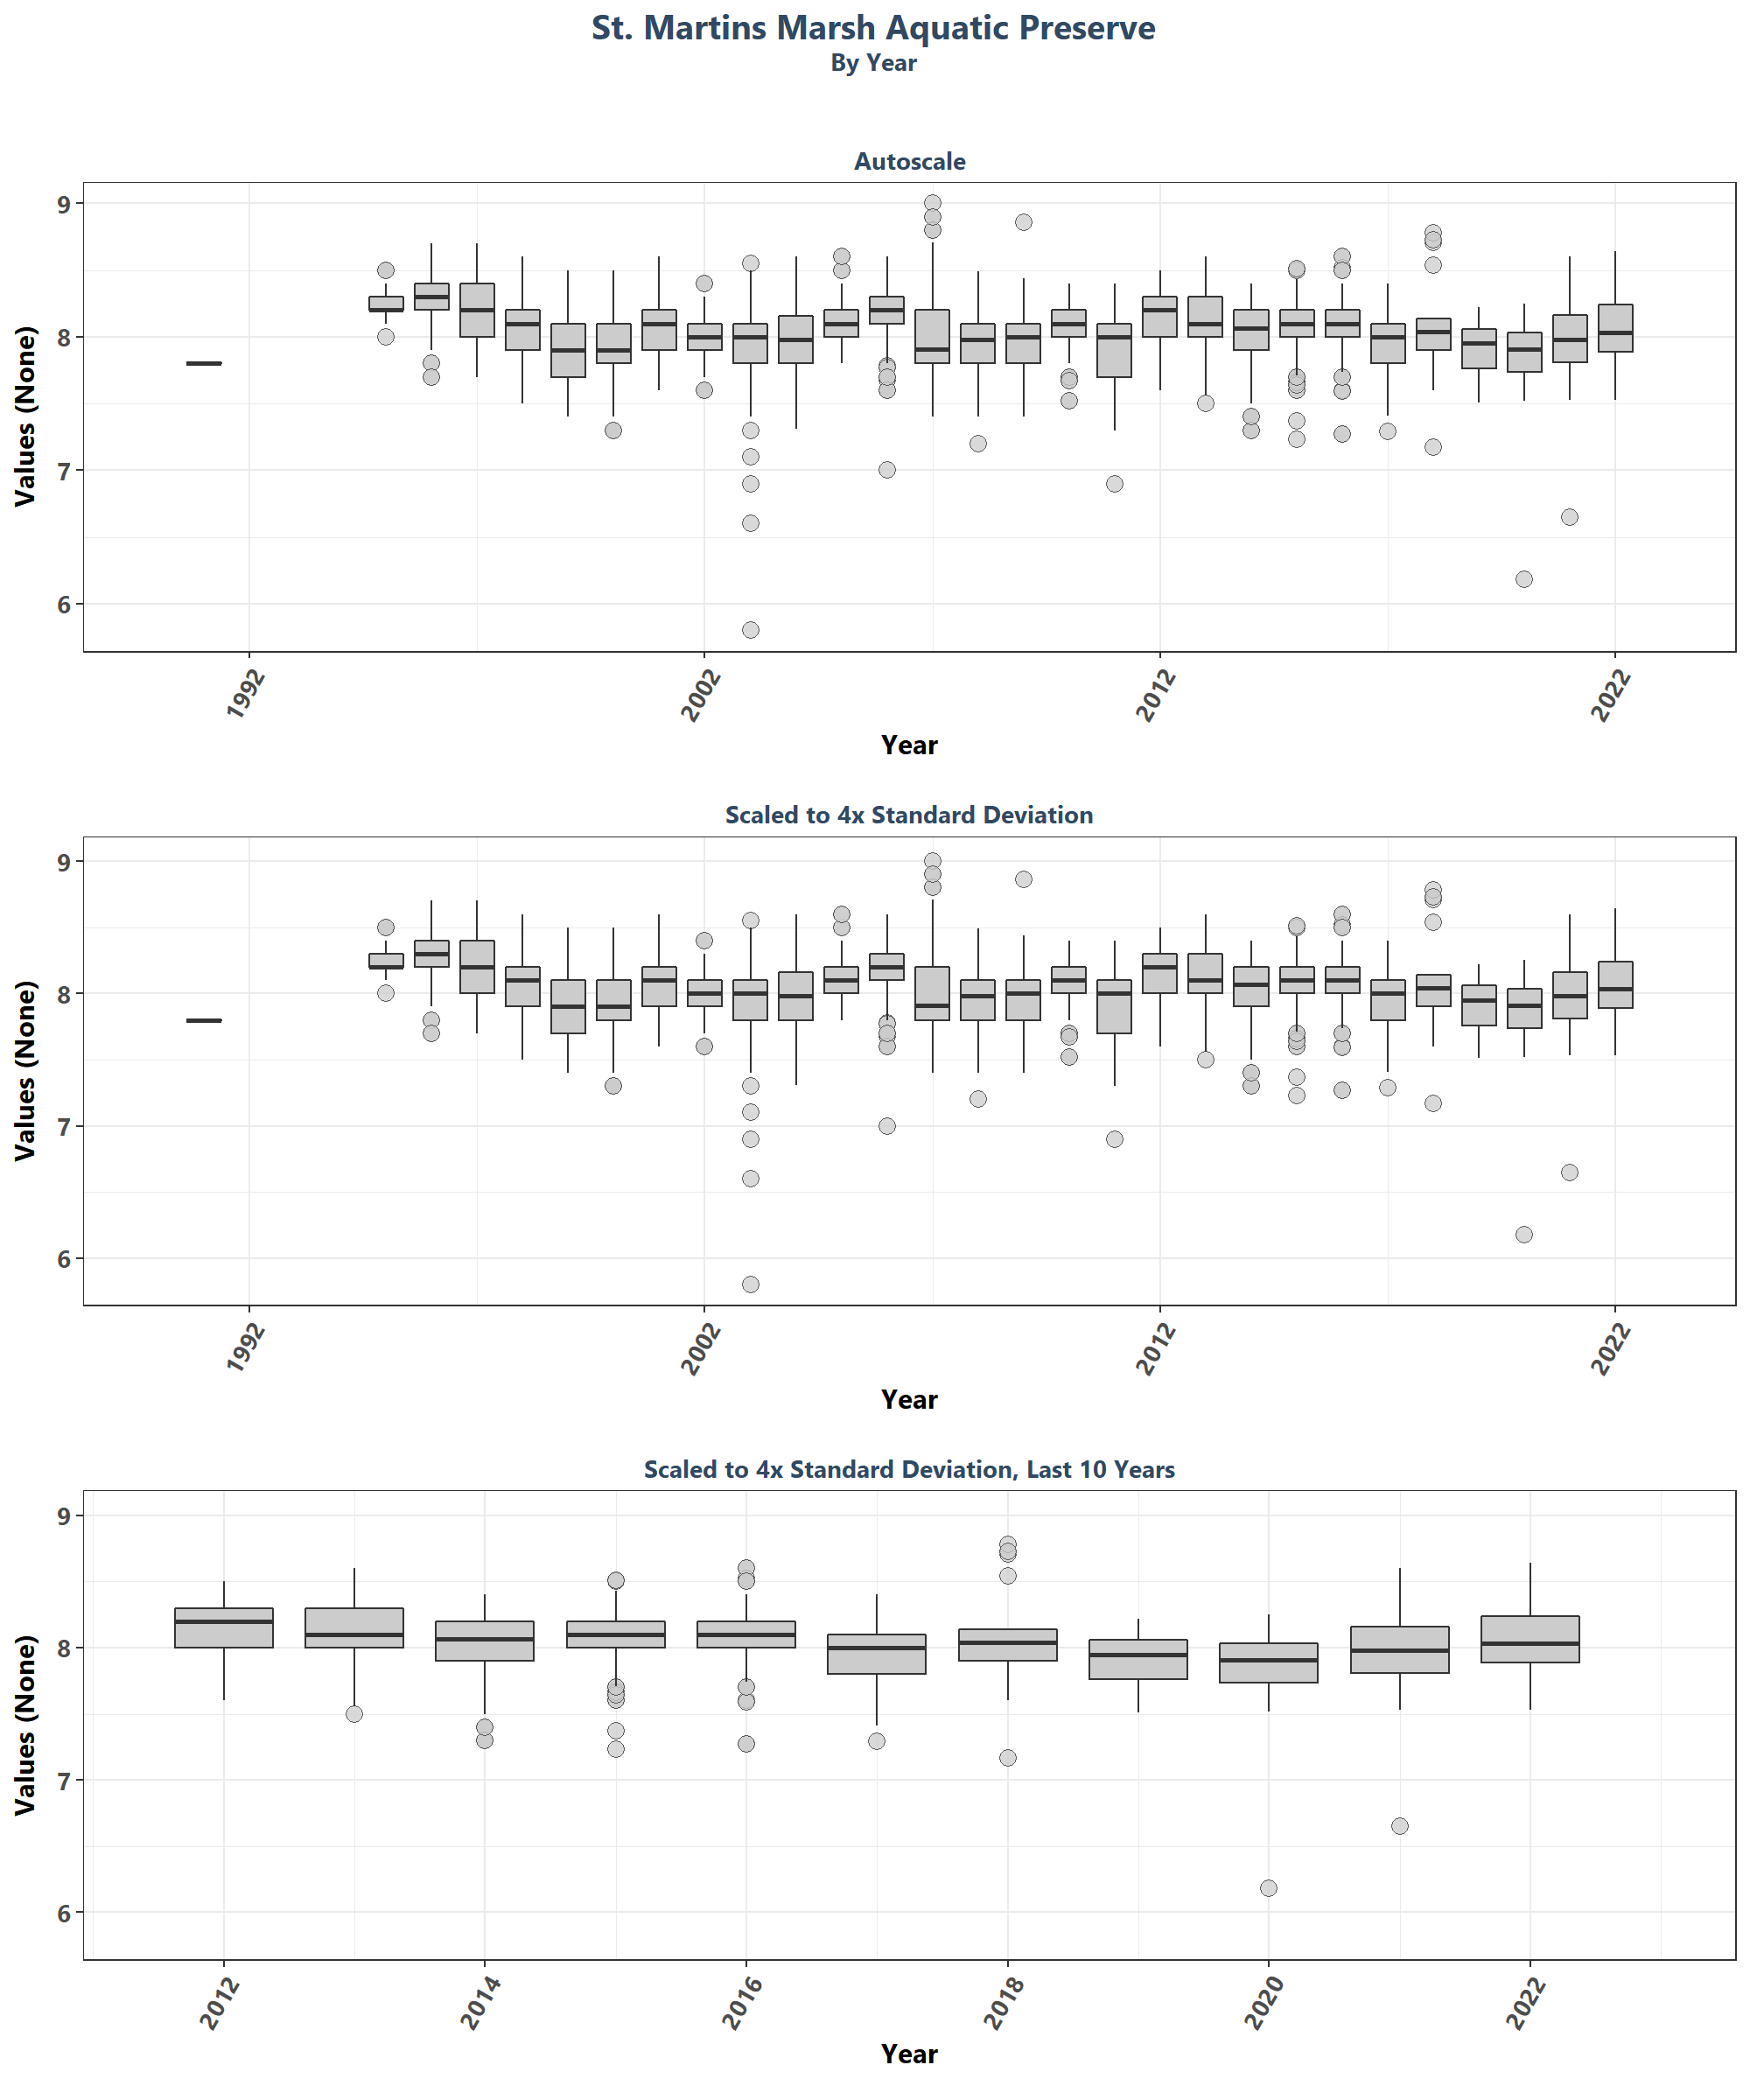 St. Martins Marsh Aquatic Preserve
By Year
Autoscale
Values (None)
9
8
7
6
1992
2002
2012
2022
Year
Scaled to 4x Standard Deviation
Values (None)
9
8
7
6
1992
2002
2012
2022
Year
Scaled to 4x Standard Deviation, Last 10 Years
Values (None)
9
8
7
6
2012
2014
2016
2018
2020
2022
Year